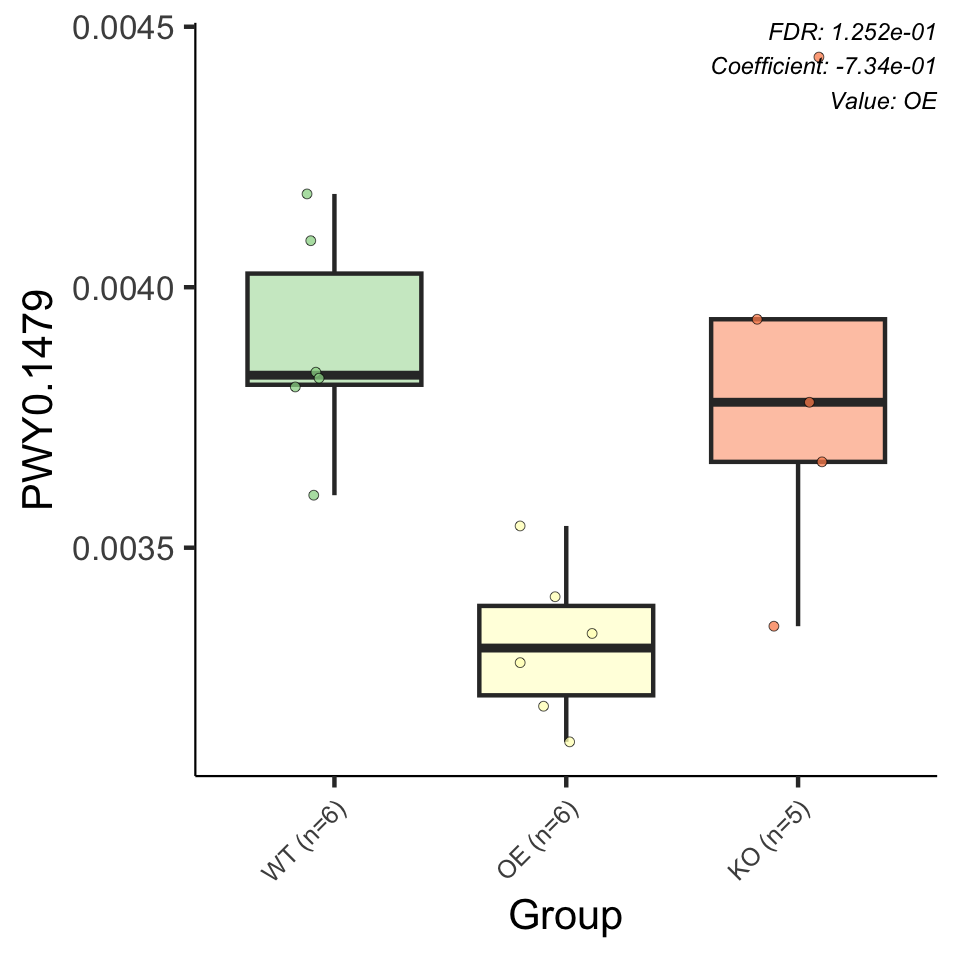 FDR: 1.252e-01
Coefficient: -7.34e-01
Value: OE
PWY0.1479
0.0045
0.0040
0.0035
WT (n=6)
OE (n=6)
KO (n=5)
Group